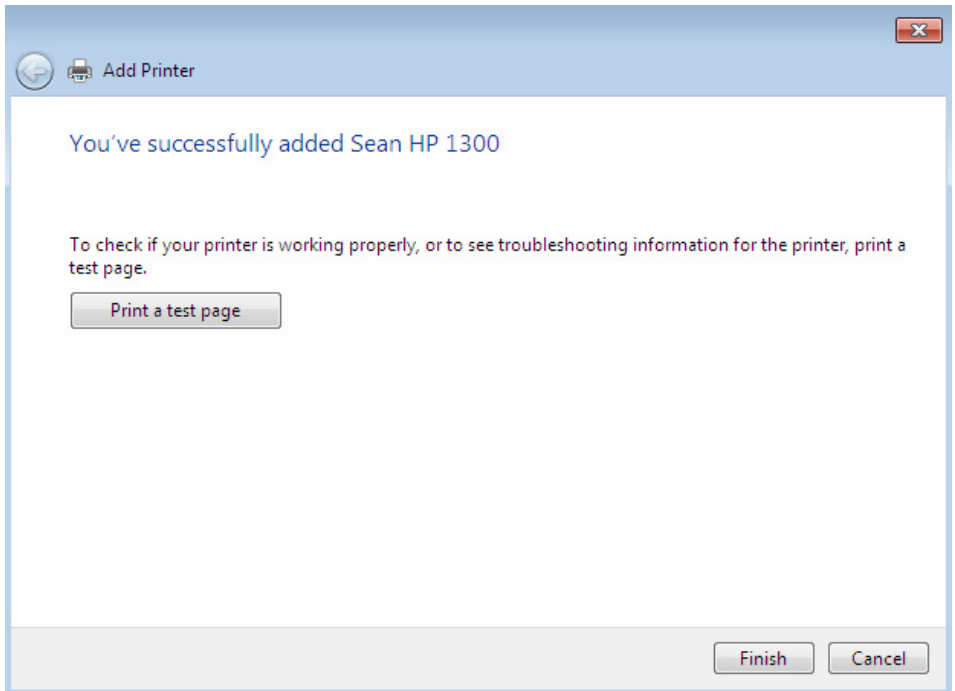 Add Printer
You've successfully added Sean HP 1300
To check if your printer is working properly, or to see troubleshooting information for the printer, print a
test page.
Print a test page
Finish
Cancel